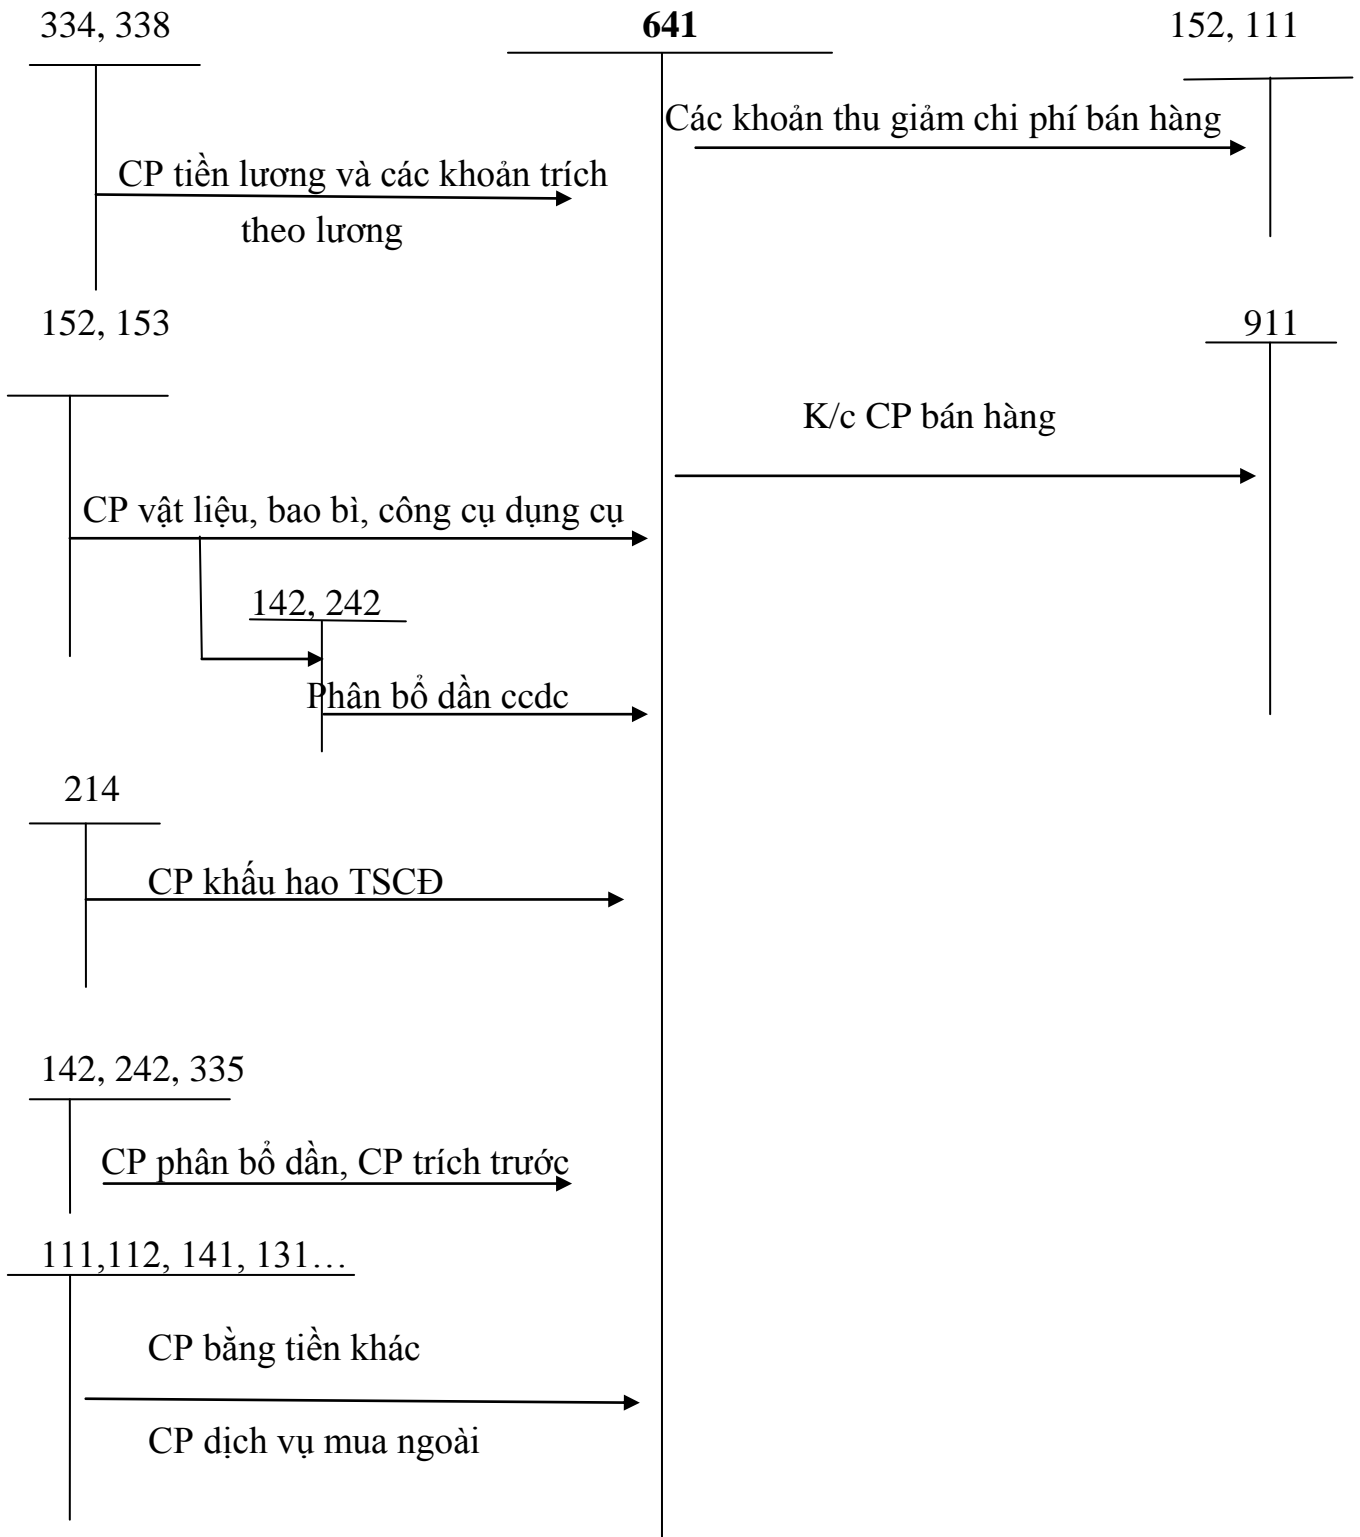 334, 338
641
152, 111
Các khoản thu giảm chi phí bán hàng
CP tiền lương và các khoản trích
theo lương
152, 153
911
K/c CP bán hàng
CP vật liệu, bao bì, công cụ dụng cụ
142, 242
Phân bổ dần ccdc
214
CP khấu hao TSCĐ
142, 242, 335
CP phân bổ dần, CP trích trước
111,112, 141, 131…
CP bằng tiền khác
CP dịch vụ mua ngoài